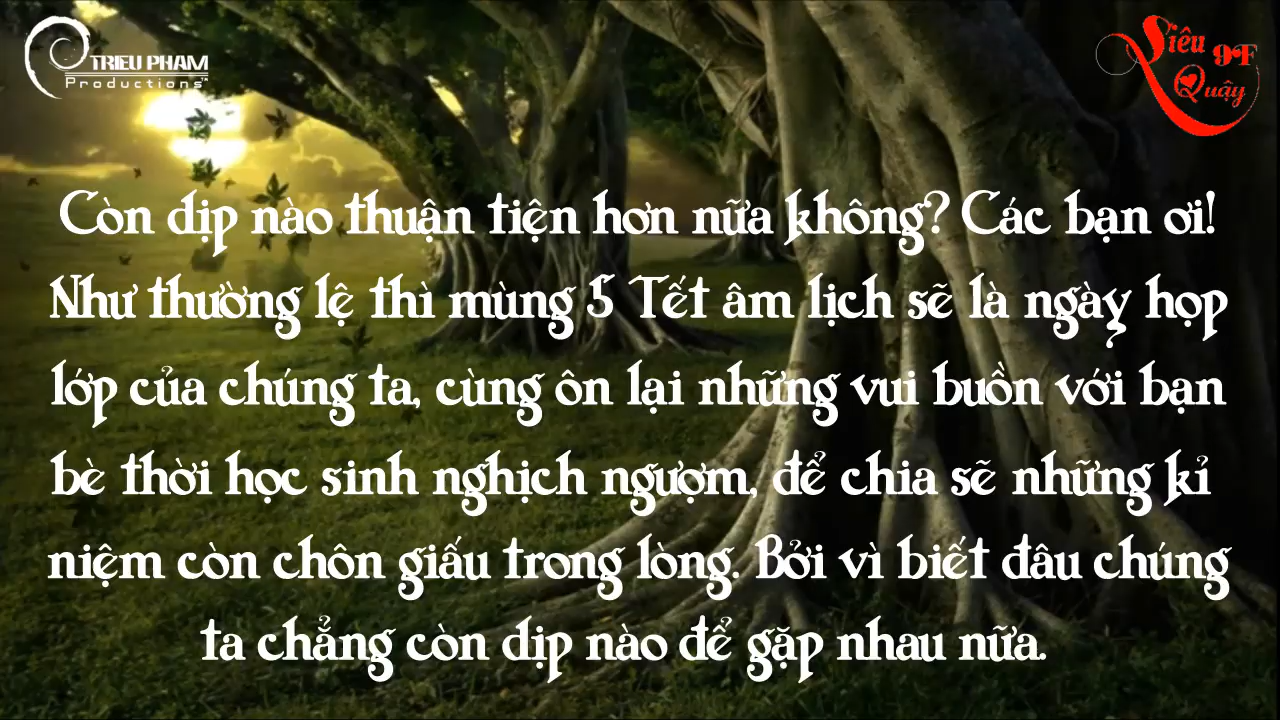 TRIEU PHAM
Productions™
Siêu 9F
Quậy
Còn dịp nào thuận tiện hơn nữa không? Các bạn ơi!
Như thường lệ thì mùng 5 Tết âm lịch sẽ là ngày họp
lớp của chúng ta, cùng ôn lại những vui buồn với bạn
bè thời học sinh nghịch ngượm, để chia sẽ những kỉ
niệm còn chôn giấu trong lòng. Bởi vì biết đâu chúng
ta chẳng còn dịp nào để gặp nhau nữa.